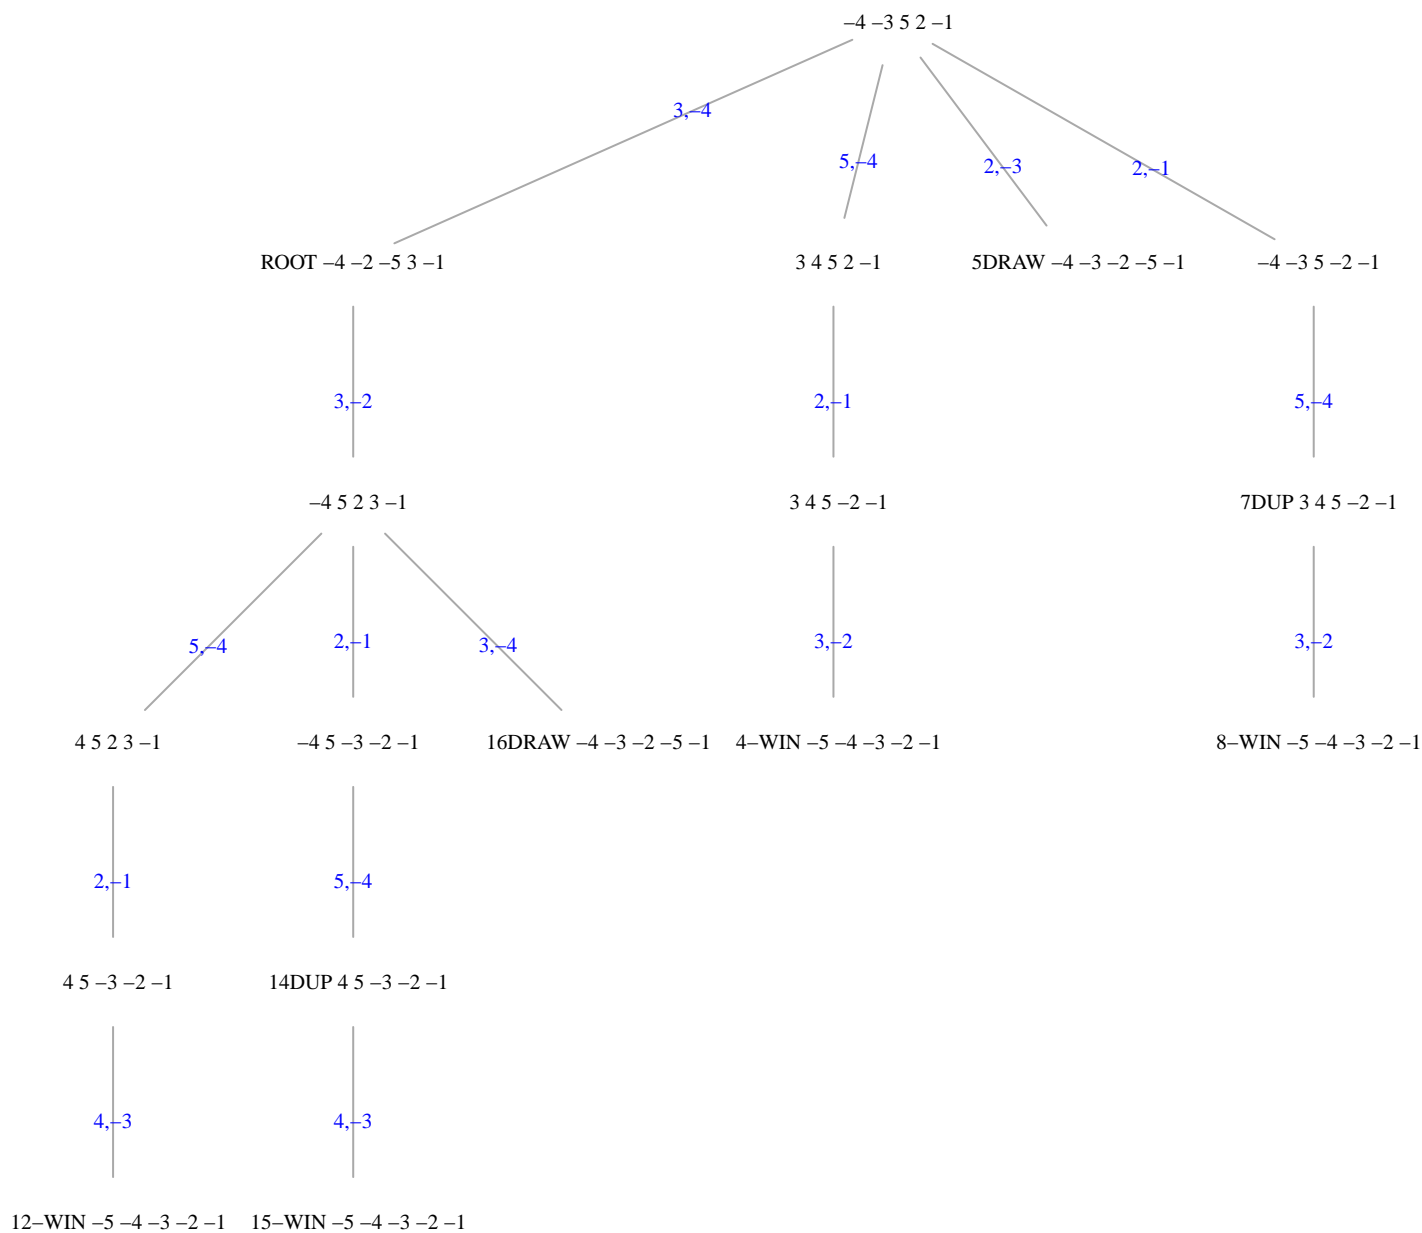 –4 –3 5 2 –1
3,–4
5,–4
2,–3
2,–1
ROOT –4 –2 –5 3 –1
3 4 5 2 –1
5DRAW –4 –3 –2 –5 –1
–4 –3 5 –2 –1
3,–2
2,–1
5,–4
–4 5 2 3 –1
3 4 5 –2 –1
7DUP 3 4 5 –2 –1
5,–4
2,–1
3,–4
3,–2
3,–2
4 5 2 3 –1
–4 5 –3 –2 –1
16DRAW –4 –3 –2 –5 –1
4–WIN –5 –4 –3 –2 –1
8–WIN –5 –4 –3 –2 –1
2,–1
5,–4
4 5 –3 –2 –1
14DUP 4 5 –3 –2 –1
4,–3
4,–3
12–WIN –5 –4 –3 –2 –1
15–WIN –5 –4 –3 –2 –1